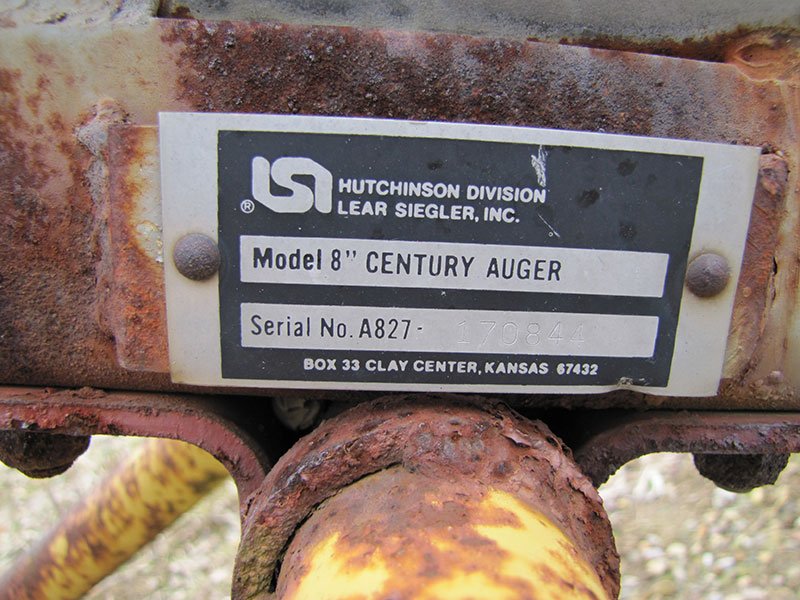 LSI HUTCHINSON DIVISION
® LEAR SIEGLER, INC.
Model 8" CENTURY AUGER
Serial No. A827- 170844
BOX 33 CLAY CENTER, KANSAS 67432